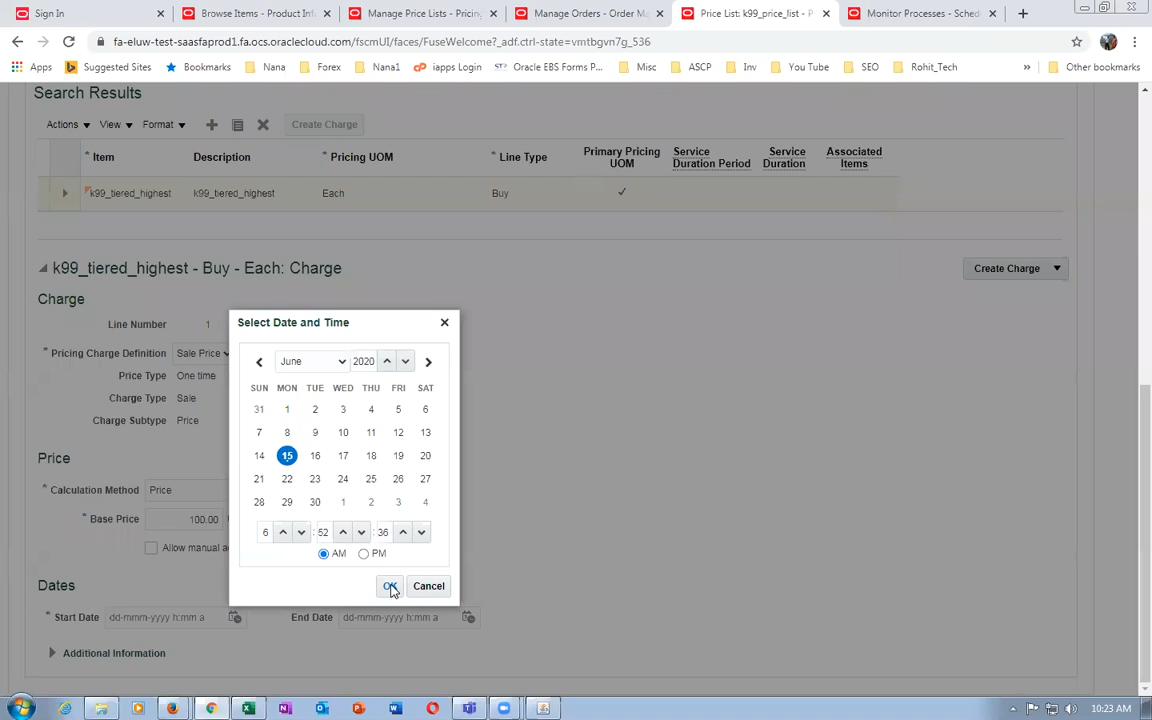 Sign In
Browse Items - Product Inf
Manage Price Lists - Pricing
Manage Orders - Order Ma
Price List: k99_price_list - P
Monitor Processes - Sched
fa-eluw-test-saasfaprod1.fa.ocs.oraclecloud.com/fscmUI/faces/FuseWelcome?_adf.ctrl-state=vmtbgvn7g_536
Apps Suggested Sites Bookmarks Nana Forex Nana1 iapps Login Oracle EBS Forms P... Misc ASCP Inv You Tube SEO Rohit_Tech » Other bookmarks
Search Results
Actions View Format Create Charge
* Item Description * Pricing UOM * Line Type Primary Pricing UOM Service Duration Period Service Duration Associated Items
k99_tiered_highest k99_tiered_highest Each Buy
k99_tiered_highest - Buy - Each: Charge Create Charge
Charge
Line Number 1
* Pricing Charge Definition Sale Price
Price Type One time
Charge Type Sale
Charge Subtype Price
Price
* Calculation Method Price
* Base Price 100.00
Allow manual a
Dates
* Start Date dd-mmm-yyyy h:mm a End Date dd-mmm-yyyy h:mm a
Additional Information
Select Date and Time
June 2020
SUN MON TUE WED THU FRI SAT
31 1 2 3 4 5 6
7 8 9 10 11 12 13
14 15 16 17 18 19 20
21 22 23 24 25 26 27
28 29 30 1 2 3 4
6 : 52 : 36
AM PM
OK Cancel
10:23 AM